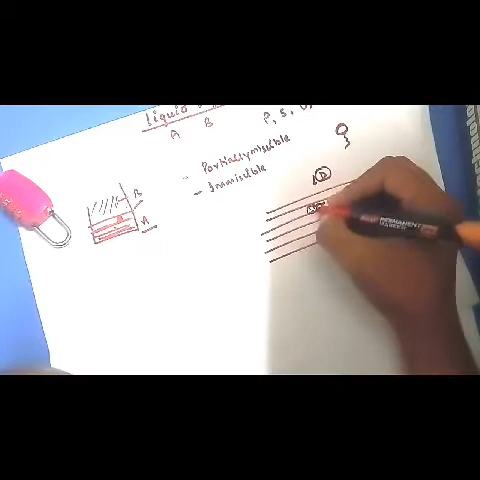 liquid
A B
P, S,
- Partially miscible
- Immiscible
B
A
PERMANENT
MARKER